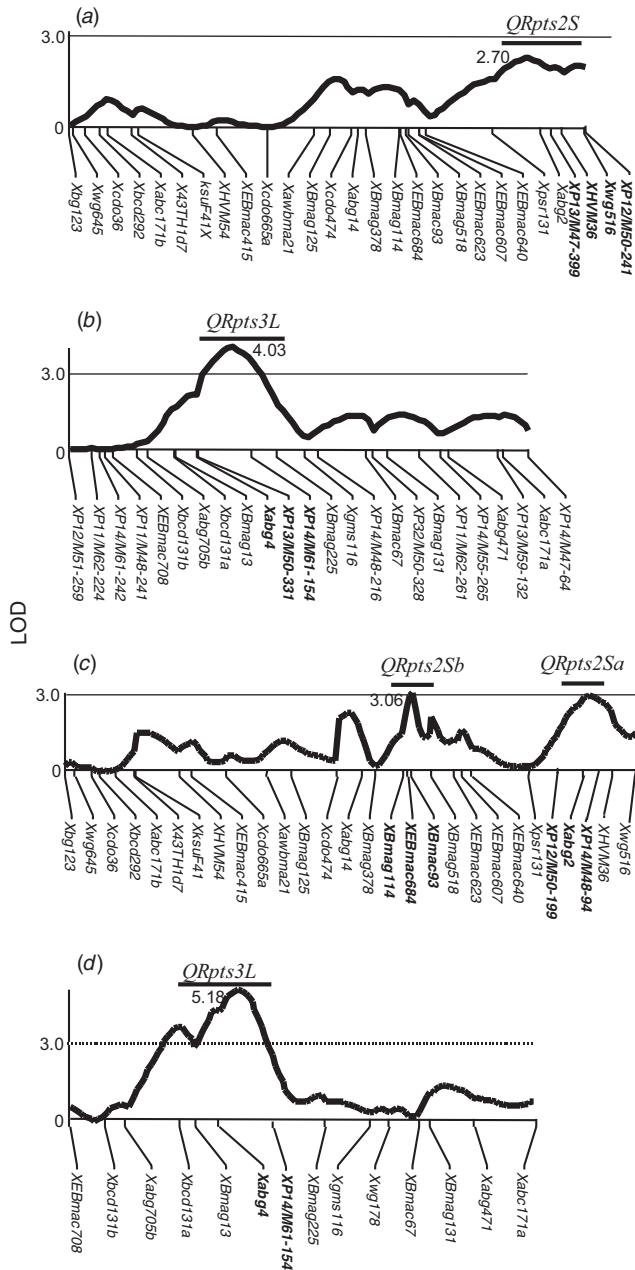 (a)
QRpts2S
3.0
2.70
0
Xbg123
Xwg645
Xcdo36
Xbcd292
Xabc171b
X43TH1d7
ksuF41X
XHVM54
XEBmac415
Xcdo665a
Xawbma21
XBmag125
Xcdo474
Xabg14
XBmag378
XBmag114
XEBmac684
XBmac93
XBmag518
XEBmac623
XEBmac607
XEBmac640
Xpsr131
Xabg2
XP13/M47-399
XHVM36
Xwg516
XP12/M50-241
(b)
QRpts3L
4.03
3.0
0
XP12/M51-259
XP11/M62-224
XP14/M61-242
XP11/M48-241
XEBmac708
Xbcd131b
Xabg705b
Xbcd131a
XBmag13
Xabg4
XP13/M50-331
XP14/M61-154
XBmag225
Xgms116
XP14/M48-216
XBmac67
XP32/M50-328
XBmag131
XP11/M62-261
XP14/M55-265
Xabg471
XP13/M59-132
Xabc171a
XP14/M47-64
LOD
(c)
QRpts2Sb
QRpts2Sa
3.0
3.06
0
Xbg123
Xwg645
Xcdo36
Xbcd292
Xabc171b
X43TH1d7
XksuF41
XHVM54
XEBmac415
Xcdo665a
Xawbma21
XBmag125
Xcdo474
Xabg14
XBmag378
XBmag114
XEBmac684
XBmac93
XBmag518
XEBmac623
XEBmac607
XEBmac640
Xpsr131
XP12/M50-199
Xabg2
XP14/M48-94
XHVM36
Xwg516
(d)
QRpts3L
5.18
3.0
0
XEBmac708
Xbcd131b
Xabg705b
Xbcd131a
XBmag13
Xabg4
XP14/M61-154
XBmag225
Xgms116
Xwg178
XBmac67
XBmag131
Xabg471
Xabc171a